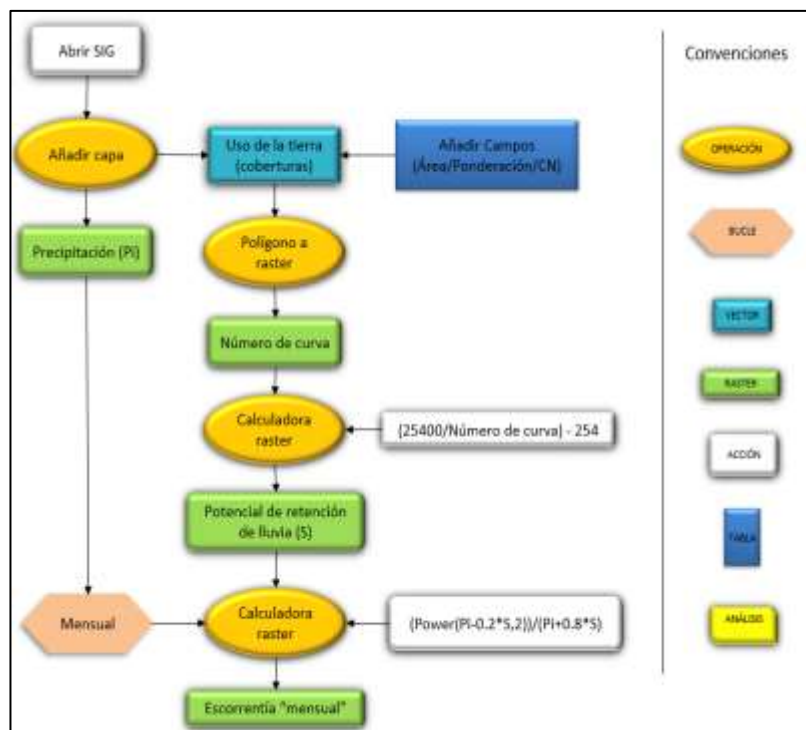 Abrir SIG
Convenciones
Añadir capa
Uso de la tierra
(coberturas)
Añadir Campos
(Área/Ponderación/CN)
OPERACIÓN
Precipitación (Pi)
Polígono a
raster
BUCLE
VECTOR
Número de curva
RASTER
Calculadora
raster
(25400/Número de curva) - 254
ACCIÓN
Potencial de retención
de lluvia (S)
TABLA
Mensual
Calculadora
raster
(Power(Pi-0.2*S,2))/(Pi+0.8*S)
ANÁLISIS
Escorrentía "mensual"